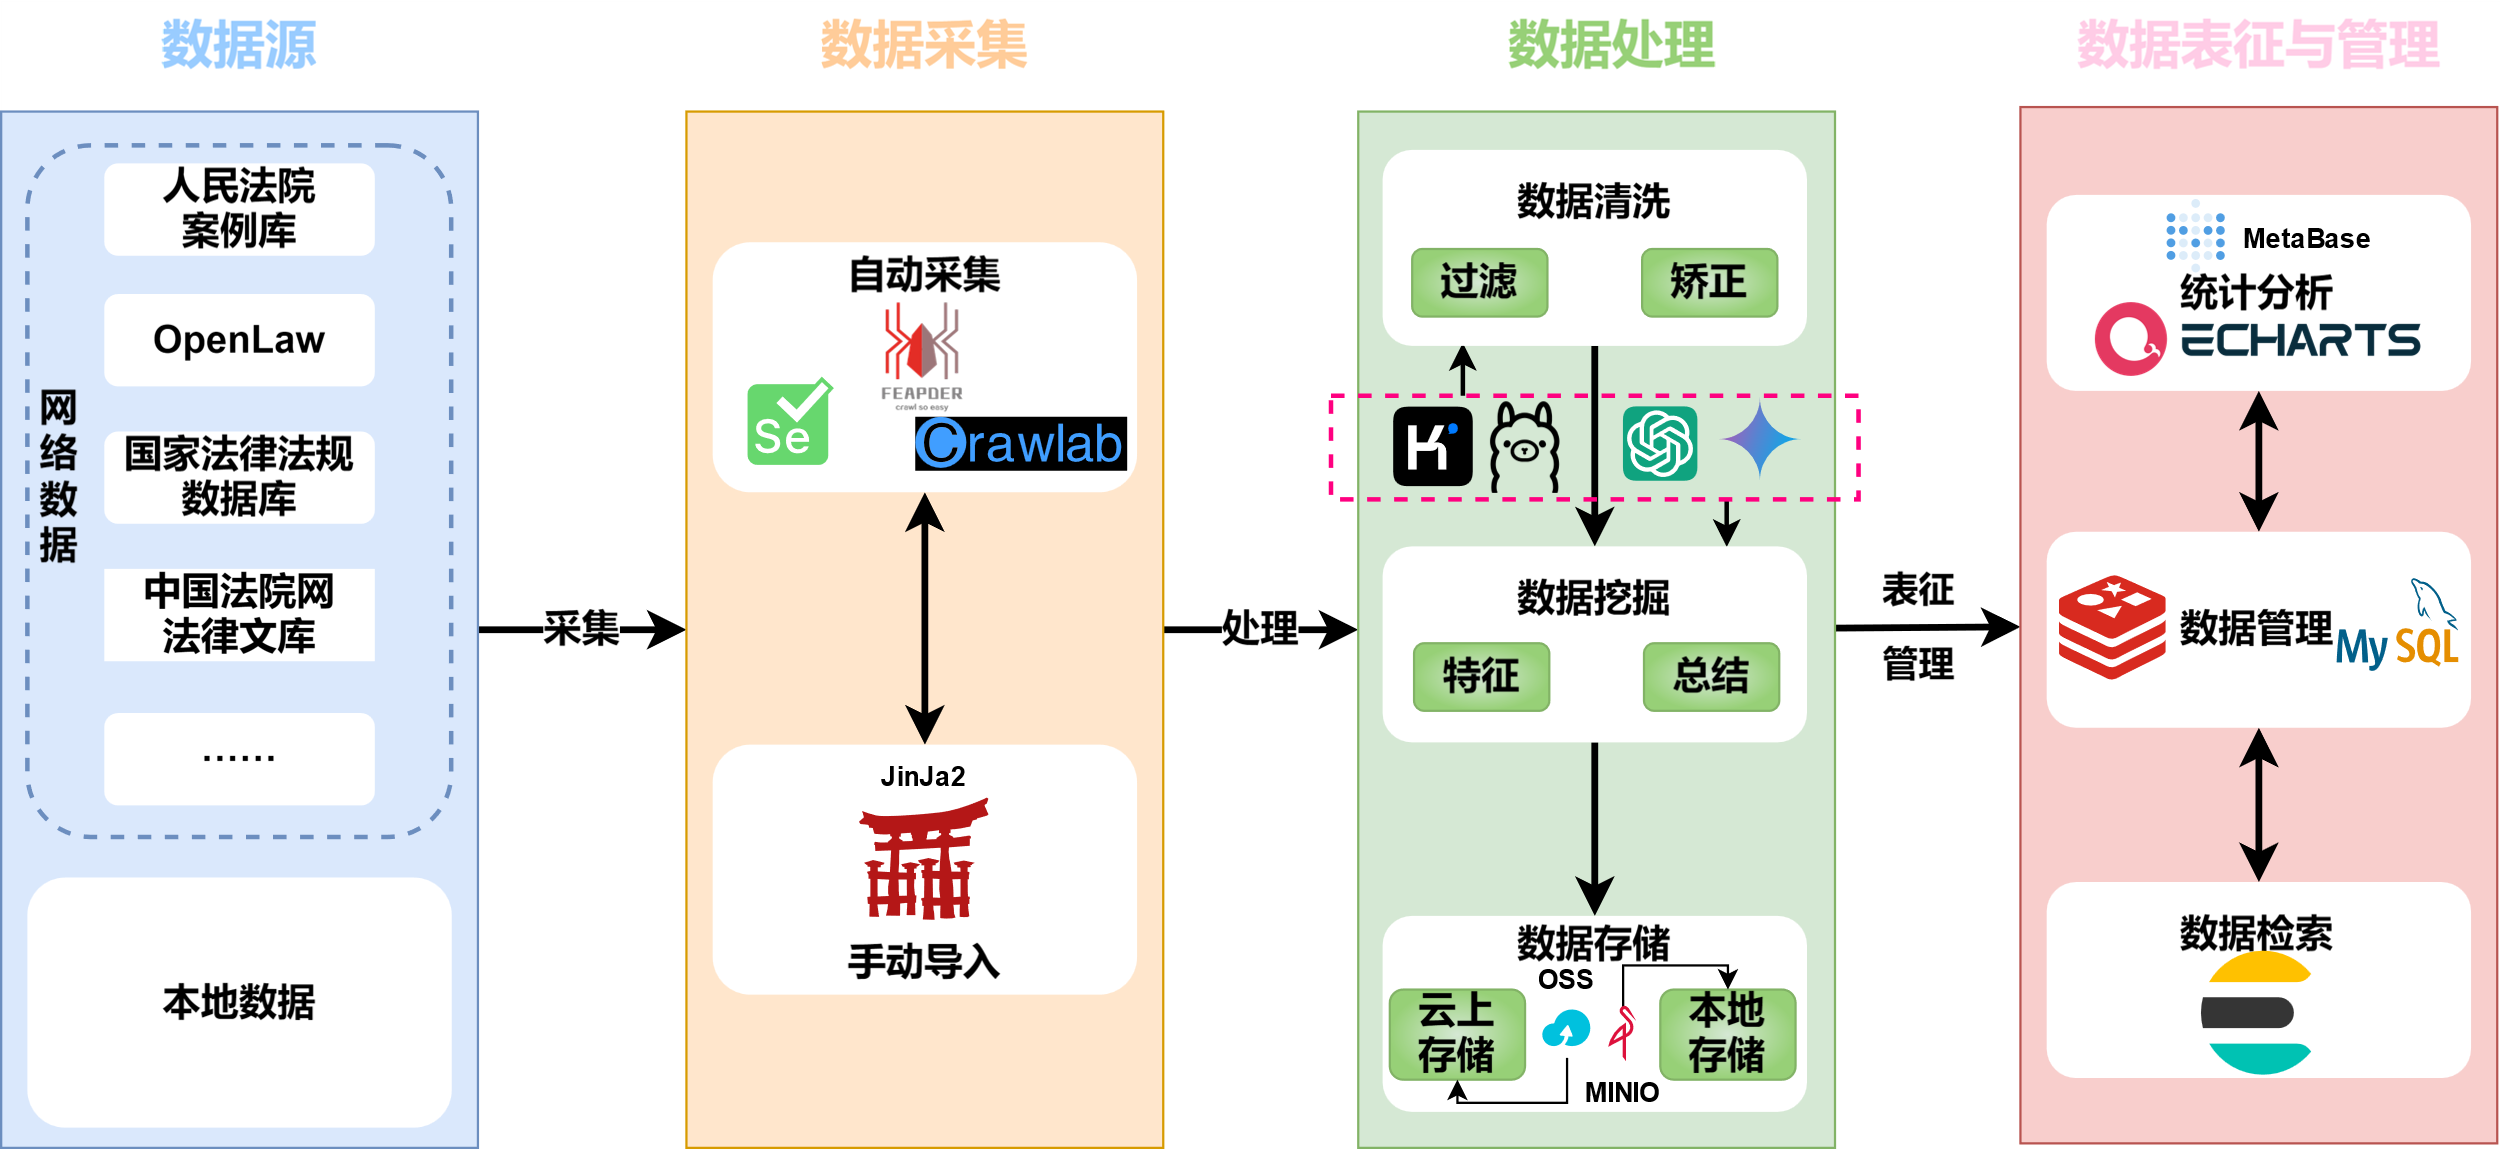 数据源
数据采集
数据处理
数据表征与管理
网络数据
人民法院
案例库
OpenLaw
国家法律法规
数据库
中国法院网
法律文库
......
本地数据
采集
自动采集
FEAPDER
crawl so easy
Se
Crawlab
JinJa2
手动导入
处理
数据清洗
过滤
矫正
K
数据挖掘
特征
总结
数据存储
OSS
云上
存储
本地
存储
MINIO
表征
管理
MetaBase
统计分析
ECHARTS
数据管理
MySQL
数据检索